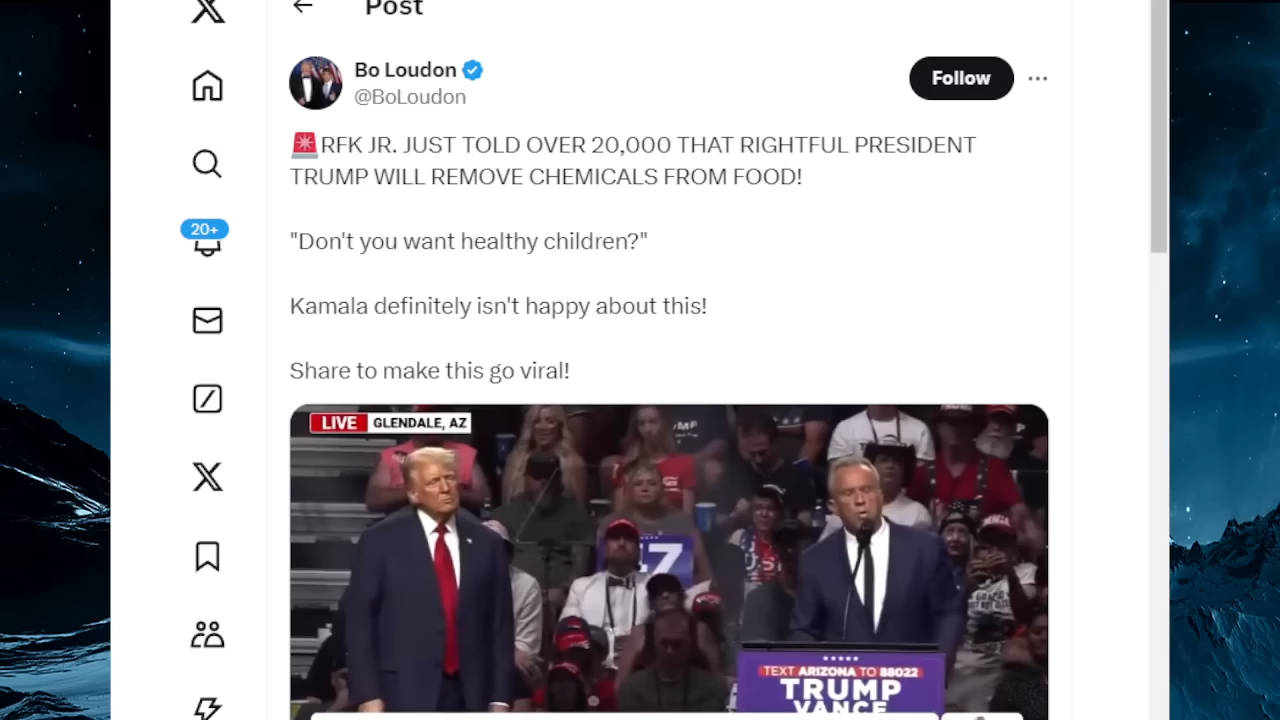 Post
Bo Loudon
@BoLoudon
Follow
RFK JR. JUST TOLD OVER 20,000 THAT RIGHTFUL PRESIDENT
TRUMP WILL REMOVE CHEMICALS FROM FOOD!
"Don't you want healthy children?"
Kamala definitely isn't happy about this!
Share to make this go viral!
20+
LIVE GLENDALE, AZ
TEXT ARIZONA TO 88022
TRUMP
VANCE